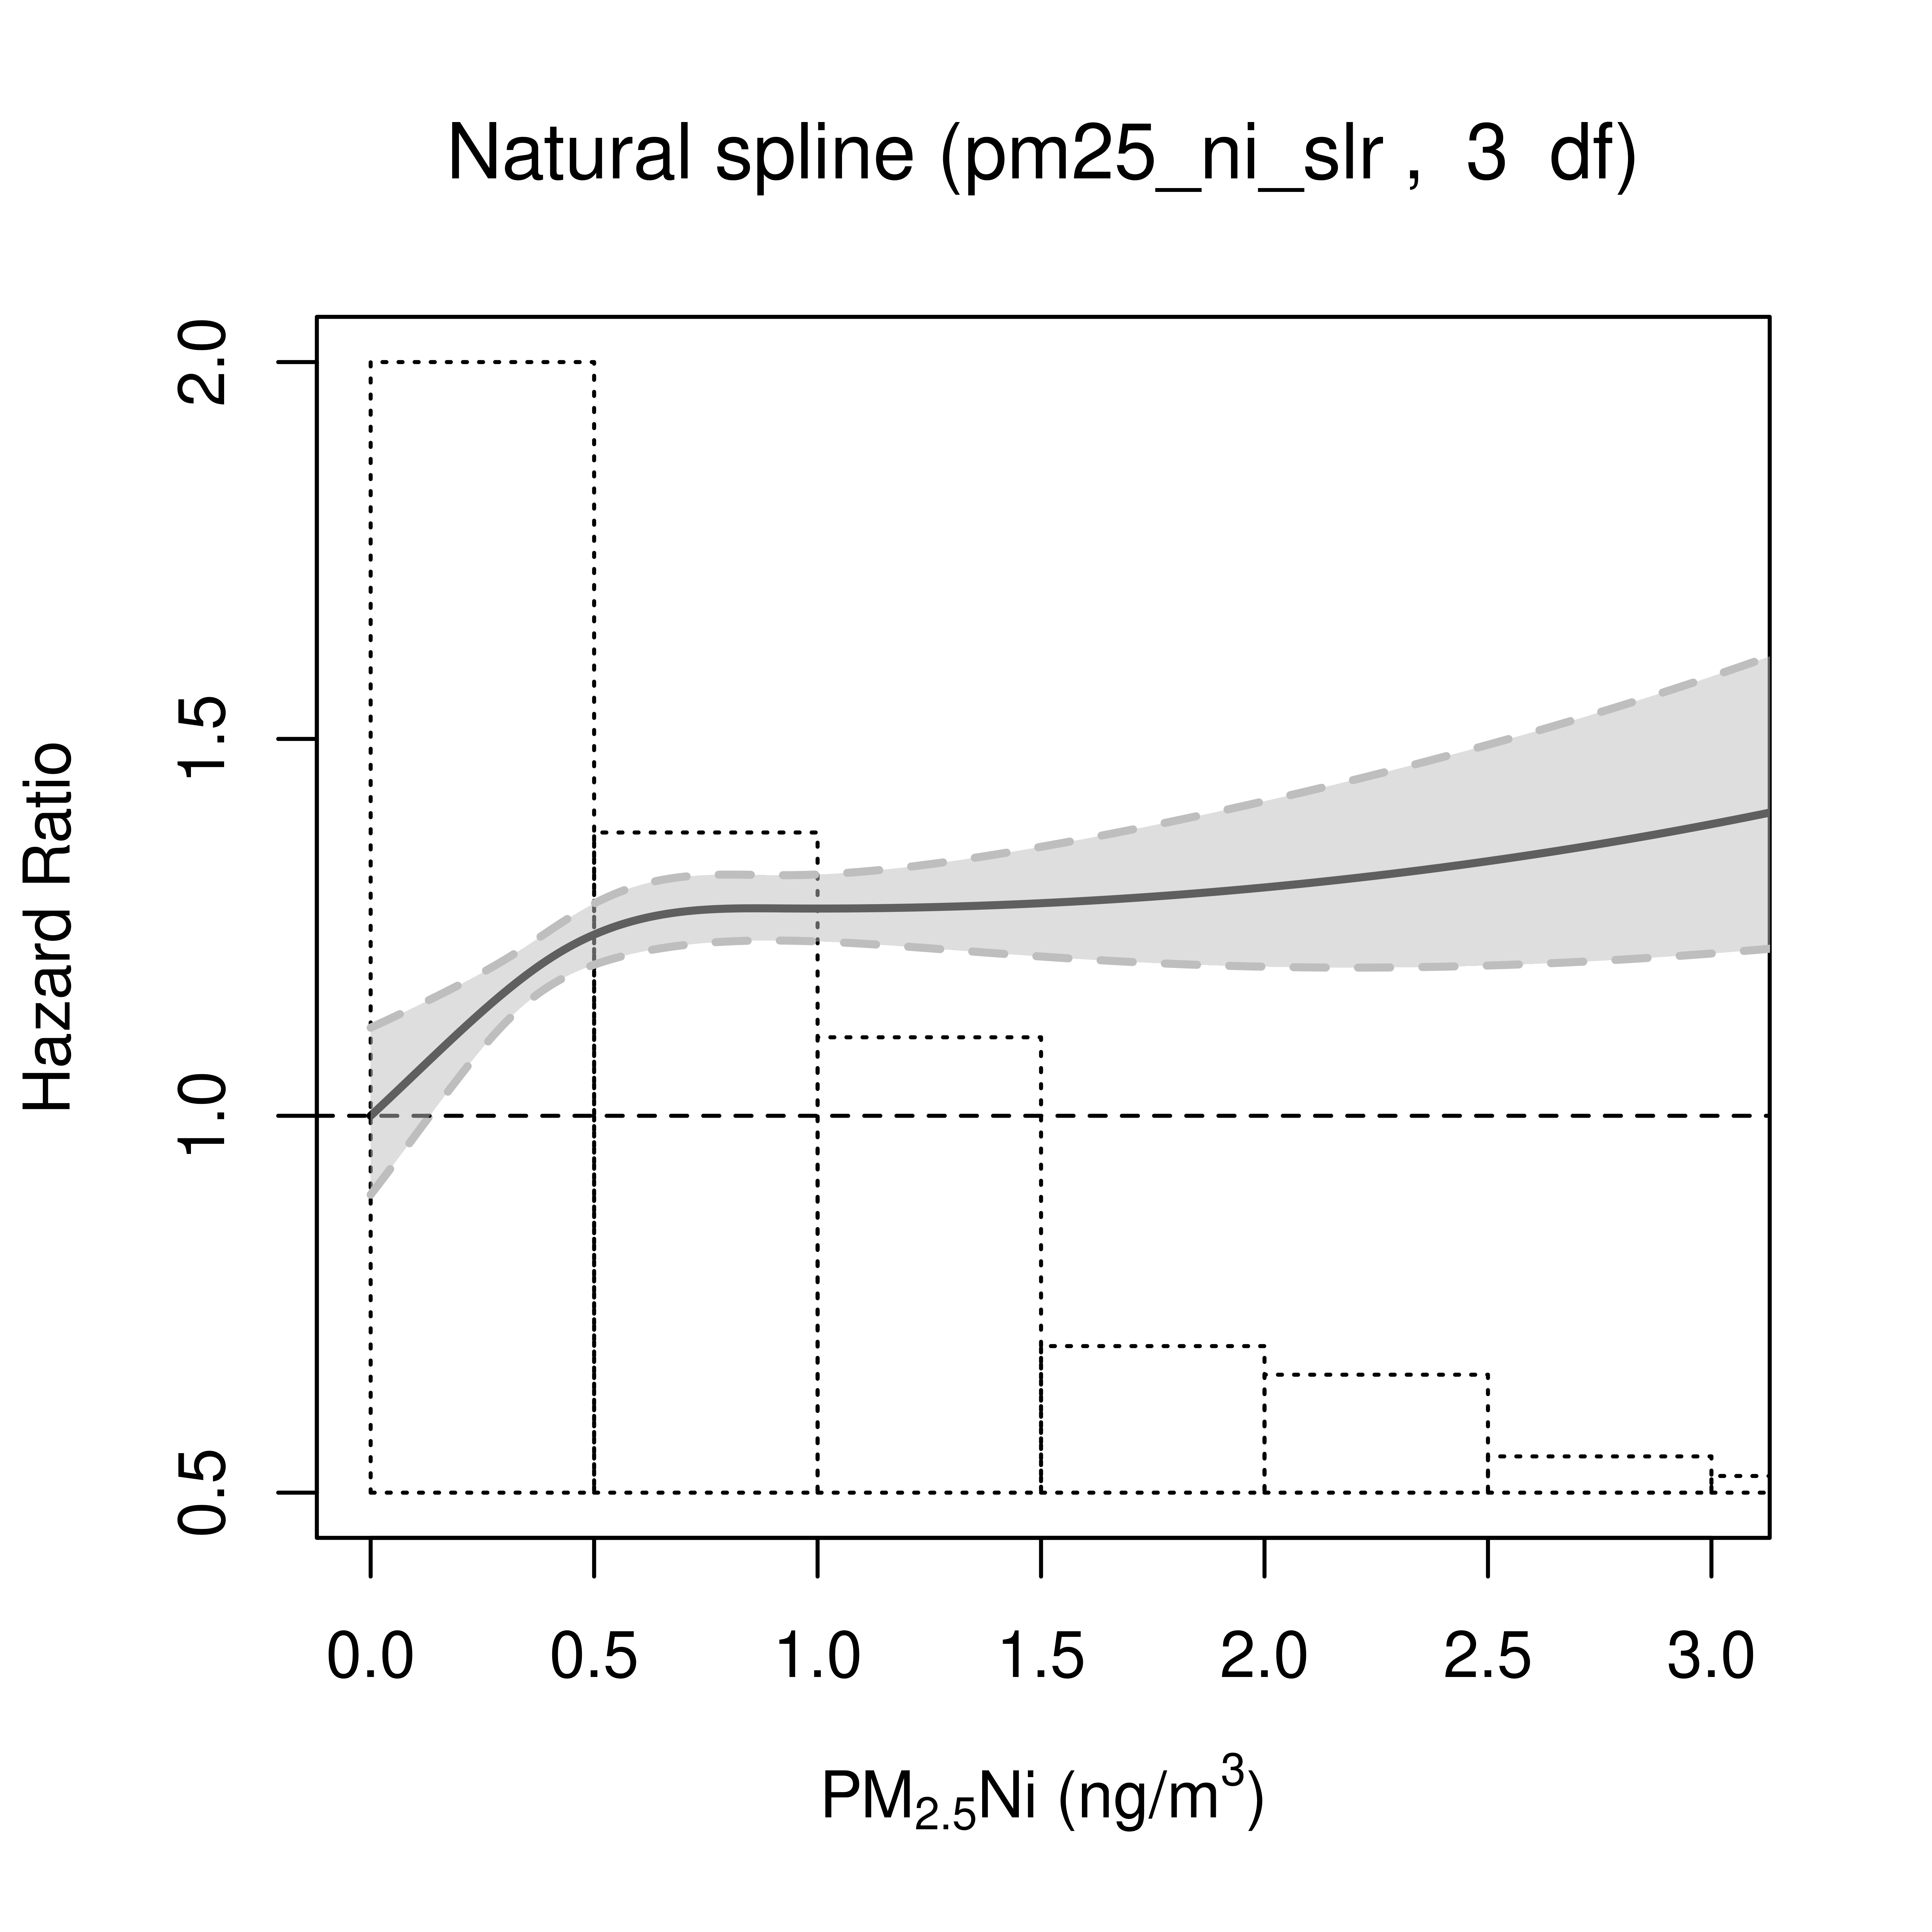 Natural spline (pm25_ni_slr , 3 df)
Hazard Ratio
2.0
1.5
1.0
0.5
0.0 0.5 1.0 1.5 2.0 2.5 3.0
PM2.5Ni (ng/m3)